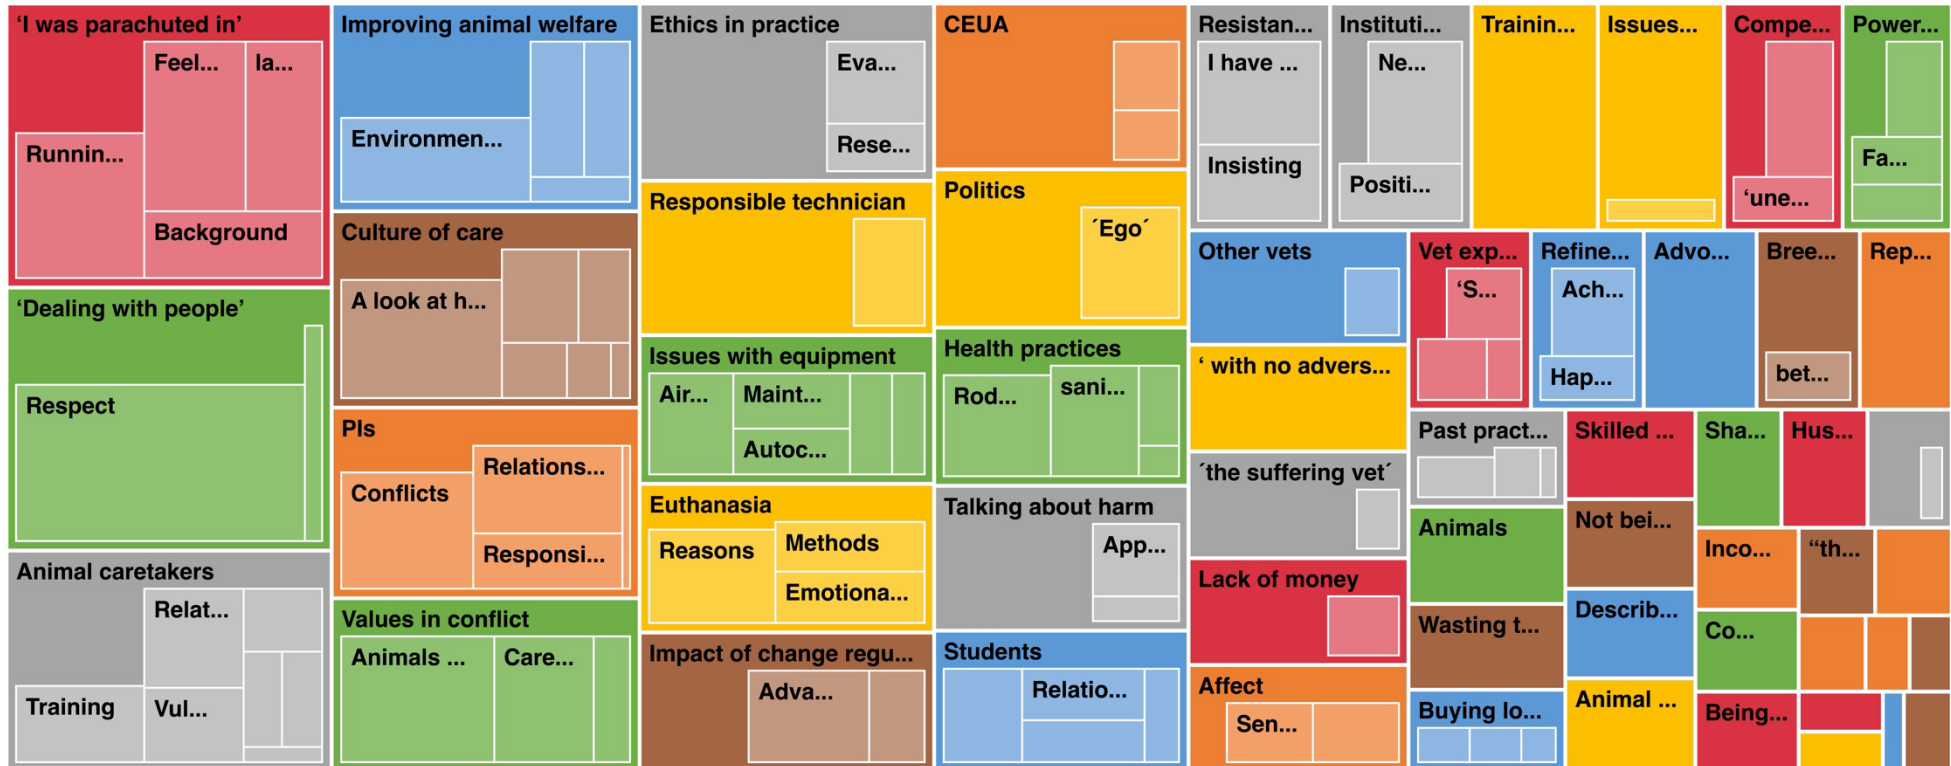 ‘I was parachuted in’
Feel...
la...
Runnin...
Background
‘Dealing with people’
Respect
Animal caretakers
Relat...
Training
Vul...
Improving animal welfare
Environmen...
Culture of care
A look at h...
PIs
Relations...
Conflicts
Responsi...
Values in conflict
Animals ...
Care...
Ethics in practice
Eva...
Rese...
Responsible technician
Issues with equipment
Air...
Maint...
Autoc...
Euthanasia
Reasons
Methods
Emotiona...
Impact of change regu...
Adva...
CEUA
Politics
´Ego´
Health practices
Rod...
sani...
Talking about harm
App...
Students
Relatio...
Resistan...
I have ...
Insisting
Instituti...
Ne...
Positi...
Trainin...
Issues...
Compe...
‘une...
Power...
Fa...
Other vets
‘ with no advers...
´the suffering vet´
Lack of money
Affect
Sen...
Vet exp...
‘S...
Refine...
Ach...
Hap...
Advo...
Bree...
bet...
Rep...
Past pract...
Animals
Wasting t...
Buying lo...
Skilled ...
Not bei...
Describ...
Animal ...
Sha...
Hus...
Inco...
“th...
Co...
Being...